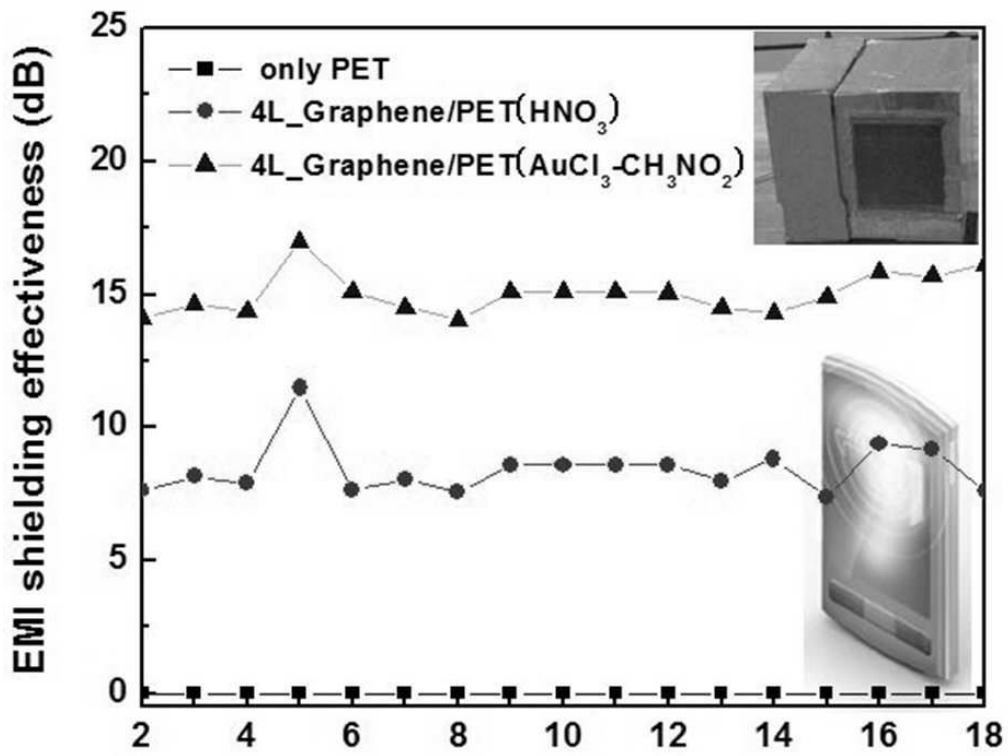 EMI shielding effectiveness (dB)
25
20
15
10
5
0
only PET
4L_Graphene/PET(HNO₃)
4L_Graphene/PET(AuCl₃-CH₃NO₂)
2 4 6 8 10 12 14 16 18